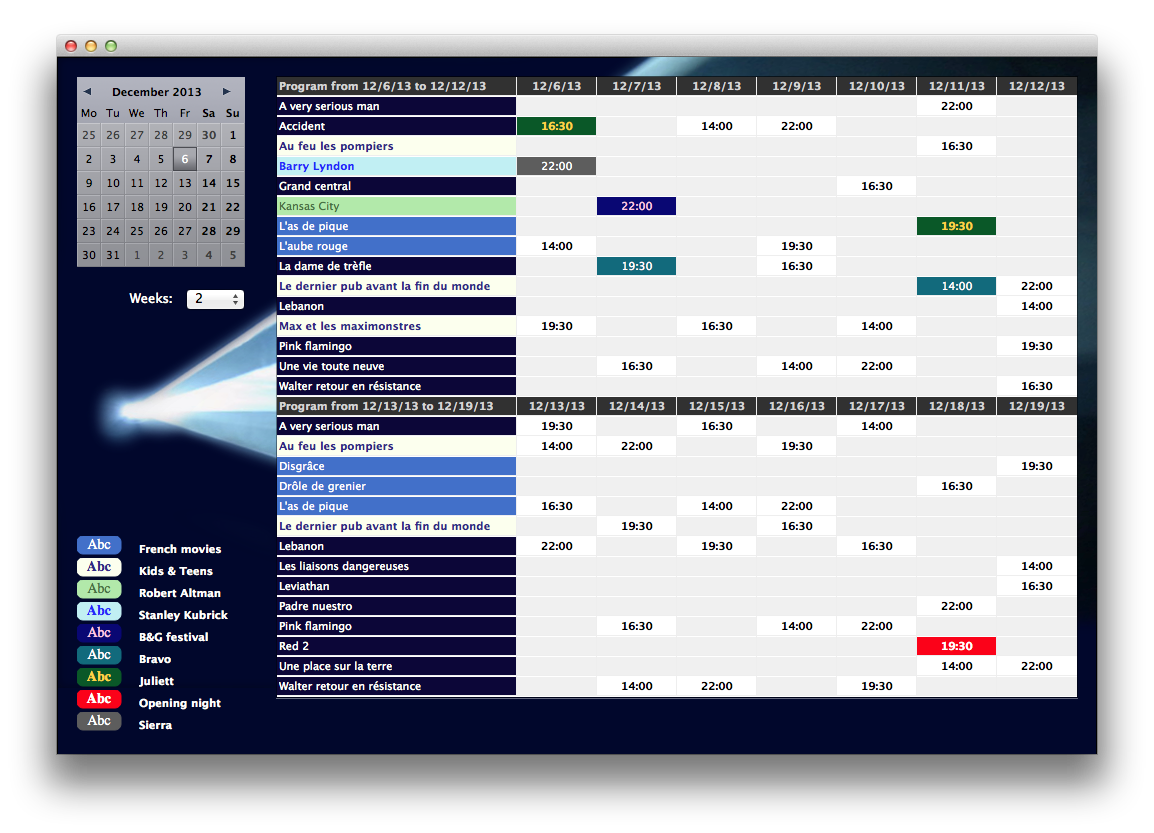 December 2013
Mo Tu We Th Fr Sa Su
25 26 27 28 29 30 1
2 3 4 5 6 7 8
9 10 11 12 13 14 15
16 17 18 19 20 21 22
23 24 25 26 27 28 29
30 31 1 2 3 4 5
Weeks: 2
Abc French movies
Abc Kids & Teens
Abc Robert Altman
Abc Stanley Kubrick
Abc B&G festival
Abc Bravo
Abc Juliett
Abc Opening night
Abc Sierra
Program from 12/6/13 to 12/12/13 12/6/13 12/7/13 12/8/13 12/9/13 12/10/13 12/11/13 12/12/13
A very serious man 22:00
Accident 16:30 14:00 22:00
Au feu les pompiers 16:30
Barry Lyndon 22:00
Grand central 16:30
Kansas City 22:00
L'as de pique 19:30
L'aube rouge 14:00 19:30
La dame de trèfle 19:30 16:30
Le dernier pub avant la fin du monde 14:00 22:00
Lebanon 14:00
Max et les maximonstres 19:30 16:30 14:00
Pink flamingo 19:30
Une vie toute neuve 16:30 14:00 22:00
Walter retour en résistance 16:30
Program from 12/13/13 to 12/19/13 12/13/13 12/14/13 12/15/13 12/16/13 12/17/13 12/18/13 12/19/13
A very serious man 19:30 16:30 14:00
Au feu les pompiers 14:00 22:00 19:30
Disgrâce 19:30
Drôle de grenier 16:30
L'as de pique 16:30 14:00 22:00
Le dernier pub avant la fin du monde 19:30 16:30
Lebanon 22:00 19:30 16:30
Les liaisons dangereuses 14:00
Leviathan 16:30
Padre nuestro 22:00
Pink flamingo 16:30 14:00 22:00
Red 2 19:30
Une place sur la terre 14:00 22:00
Walter retour en résistance 14:00 22:00 19:30